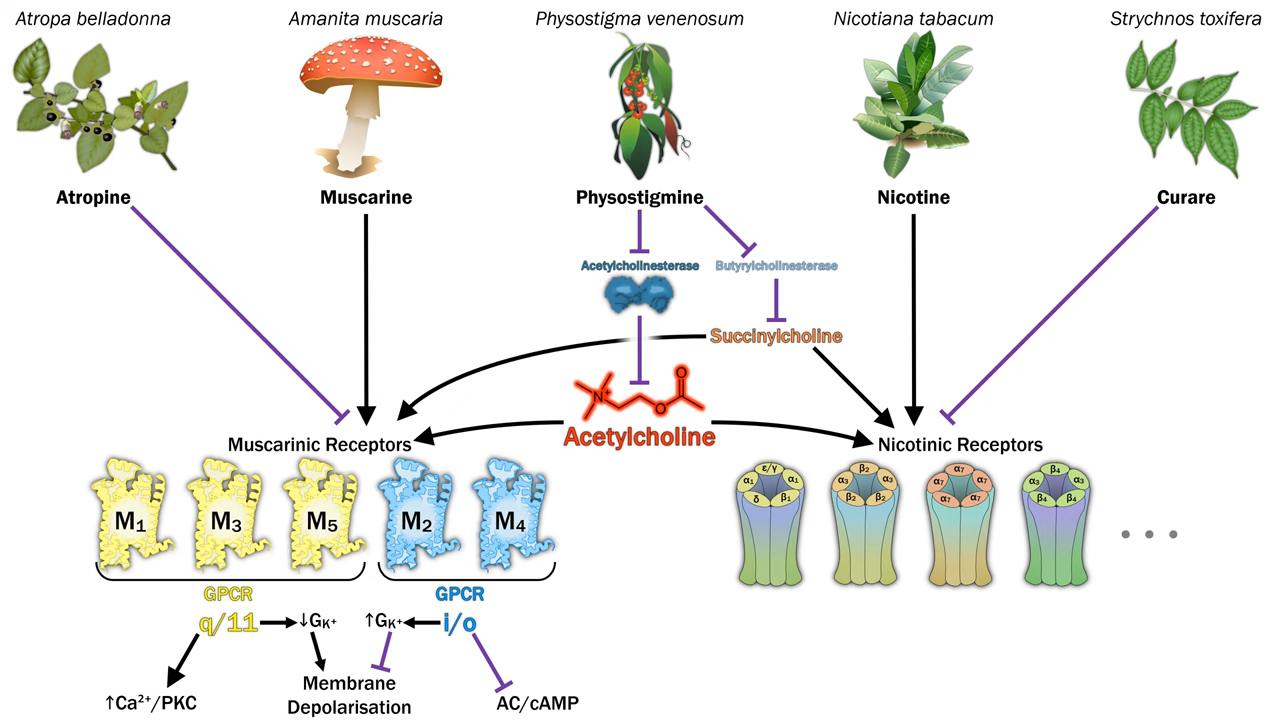 Atropa belladonna
Amanita muscaria
Physostigma venenosum
Nicotiana tabacum
Strychnos toxifera
Atropine
Muscarine
Physostigmine
Nicotine
Curare
Acetylcholinesterase
Butyrylcholinesterase
Succinylcholine
N⁺
O
O
Acetylcholine
Muscarinic Receptors
Nicotinic Receptors
M₁
M₃
M₅
M₂
M₄
ε/γ
α₁
α₁
δ
β₁
β₂
α₃
α₃
β₂
β₂
α₇
α₇
α₇
α₇
α₇
β₄
α₃
α₃
β₄
β₄
GPCR
q/11
GPCR
i/o
↓G_K⁺
↑G_K⁺
↑Ca²⁺/PKC
Membrane
Depolarisation
AC/cAMP